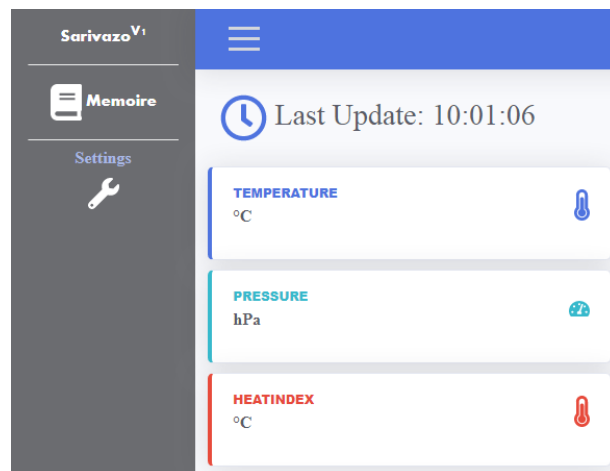 Sarivazo V1
Memoire
Settings
Last Update: 10:01:06
TEMPERATURE
°C
PRESSURE
hPa
HEATINDEX
°C